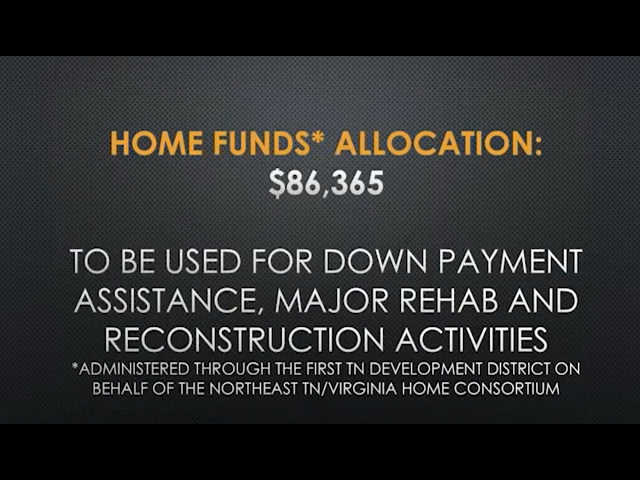 HOME FUNDS* ALLOCATION:
$86,365
TO BE USED FOR DOWN PAYMENT
ASSISTANCE, MAJOR REHAB AND
RECONSTRUCTION ACTIVITIES
*ADMINISTERED THROUGH THE FIRST TN DEVELOPMENT DISTRICT ON
BEHALF OF THE NORTHEAST TN/VIRGINIA HOME CONSORTIUM